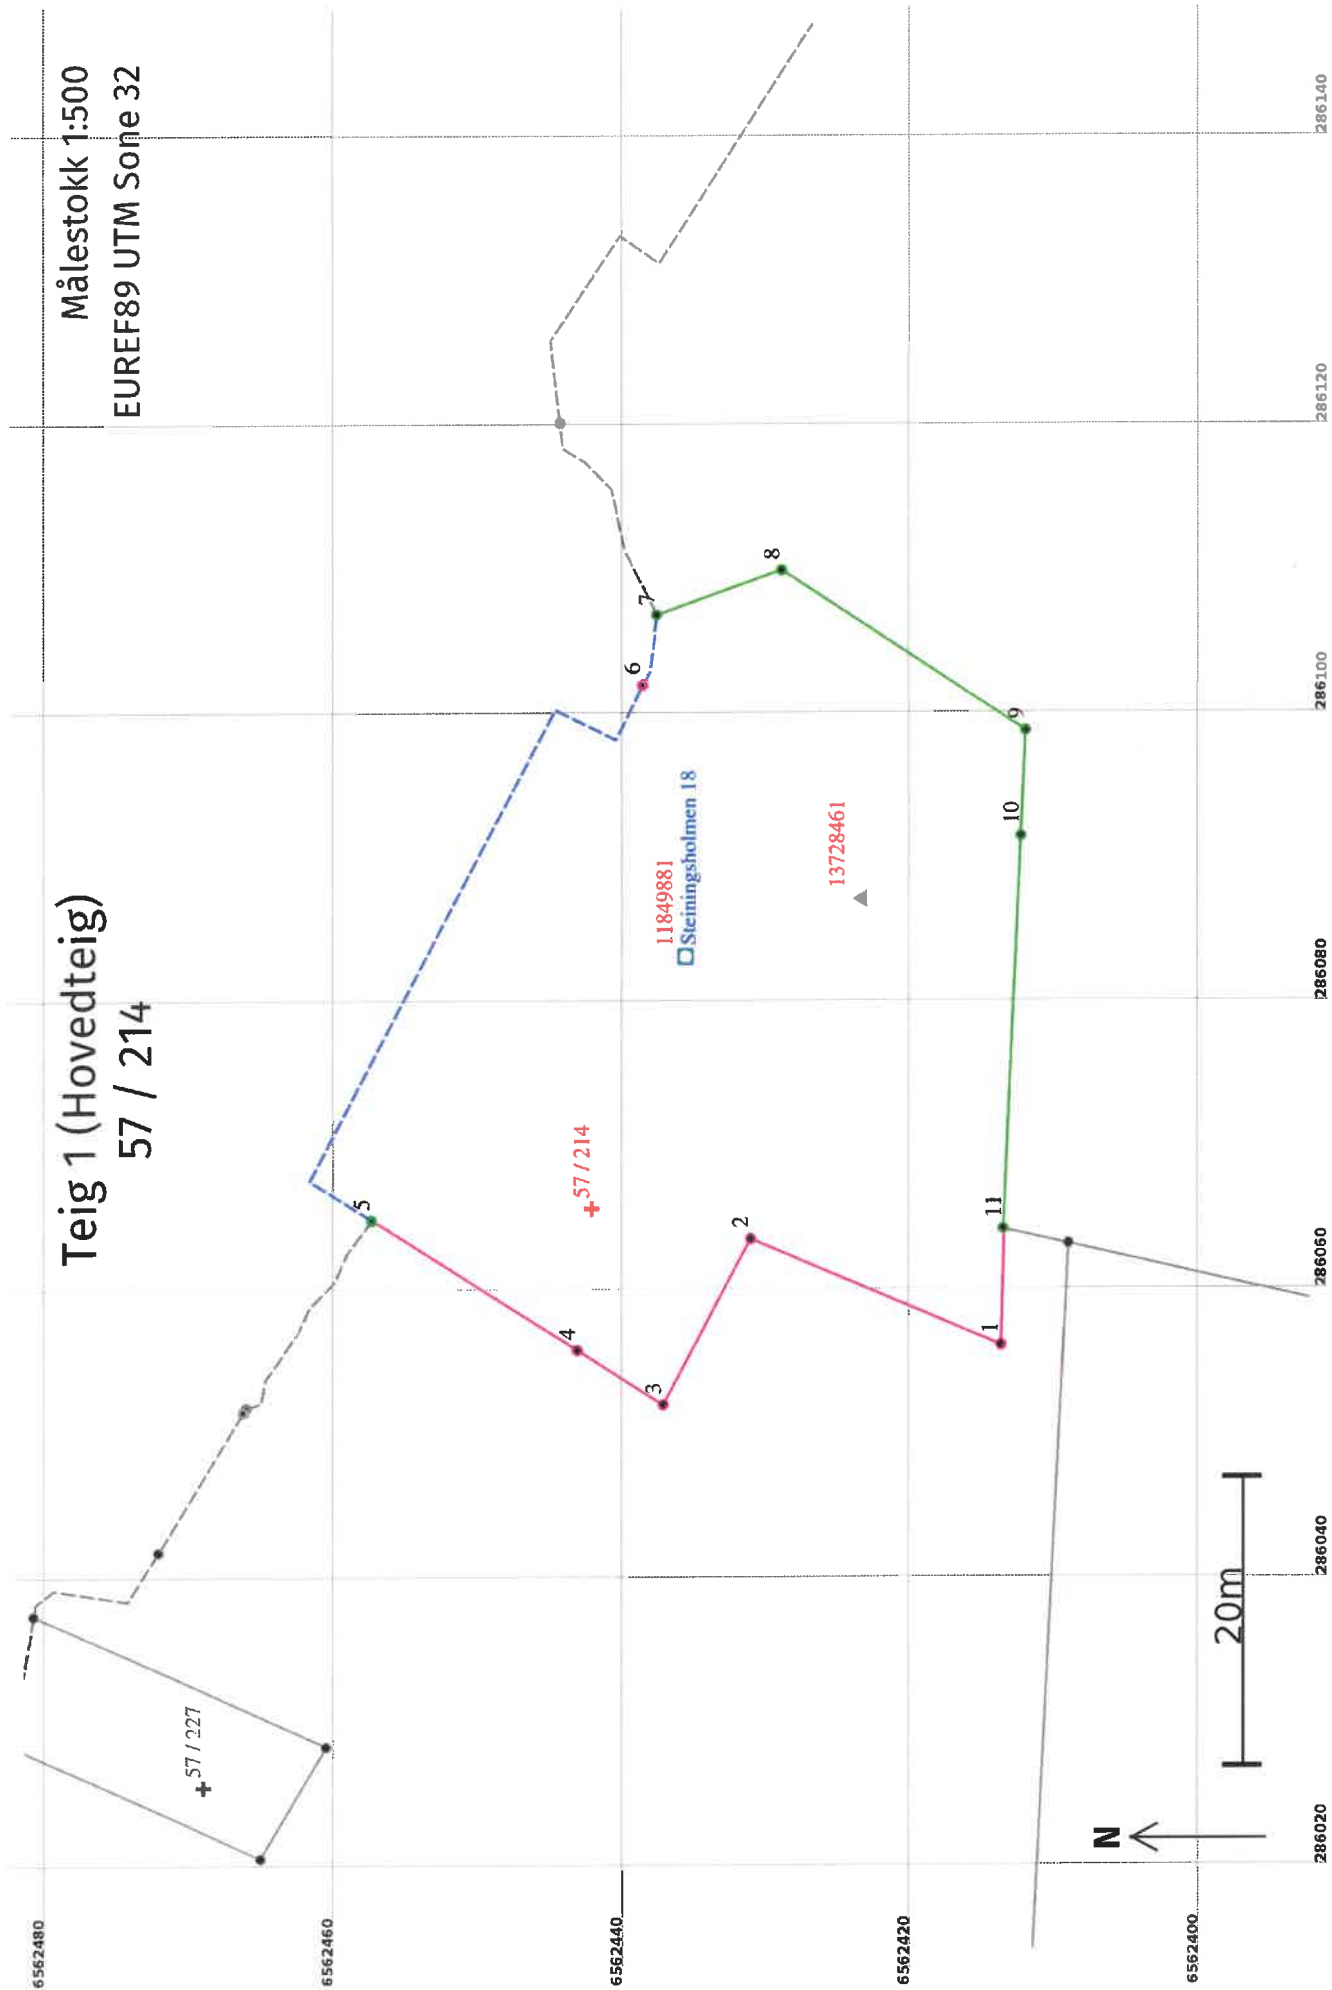 Teig 1 (Hovedteig)
57 / 214
Målestokk 1:500
EUREF89 UTM Sone 32
6562480
6562460
6562440
6562420
6562400
57 / 227
5
4
3
2
1
11
10
9
8
7
6
57 / 214
11849881
Steiningsholmen 18
13728461
N
20m
286020
286040
286060
286080
286100
286120
286140